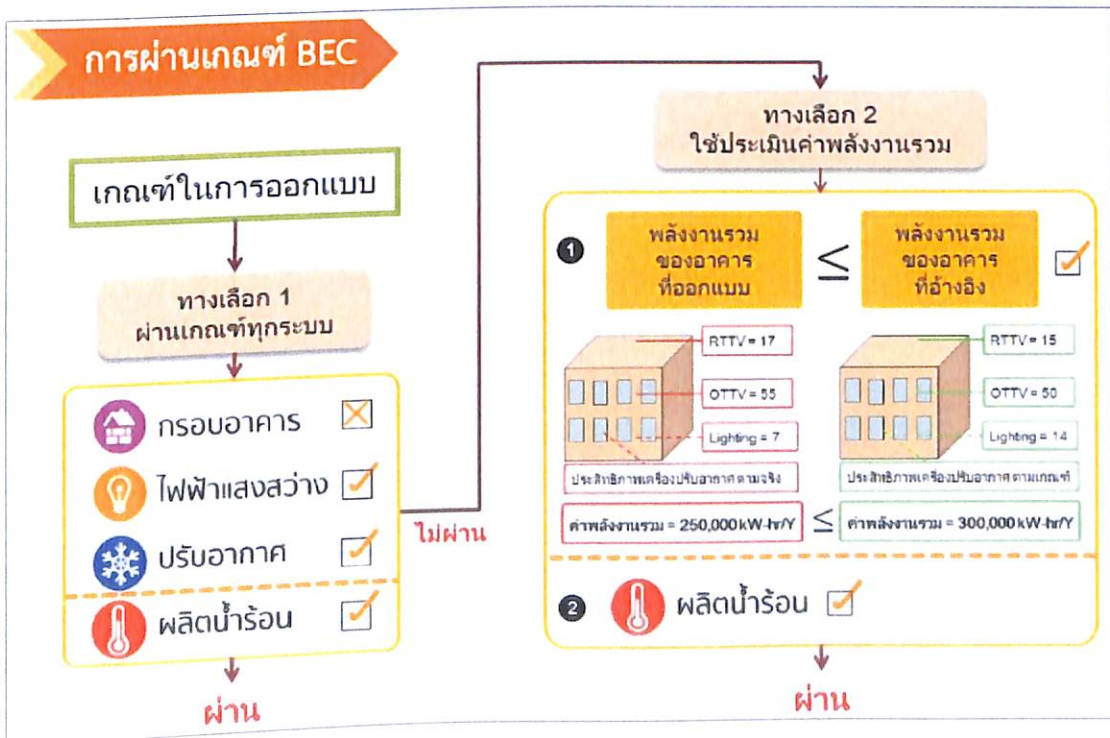 การผ่านเกณฑ์ BEC
เกณฑ์ในการออกแบบ
ทางเลือก 1
ผ่านเกณฑ์ทุกระบบ
กรอบอาคาร
ไฟฟ้าแสงสว่าง
ปรับอากาศ
ผลิตน้ำร้อน
ผ่าน
ไม่ผ่าน
ทางเลือก 2
ใช้ประเมินค่าพลังงานรวม
1
พลังงานรวม
ของอาคาร
ที่ออกแบบ
≤
พลังงานรวม
ของอาคาร
ที่อ้างอิง
RTTV = 17
OTTV = 55
Lighting = 7
ประสิทธิภาพเครื่องปรับอากาศตามจริง
ค่าพลังงานรวม = 250,000 kW-hr/Y
≤
RTTV = 15
OTTV = 50
Lighting = 14
ประสิทธิภาพเครื่องปรับอากาศตามเกณฑ์
ค่าพลังงานรวม = 300,000 kW-hr/Y
2
ผลิตน้ำร้อน
ผ่าน